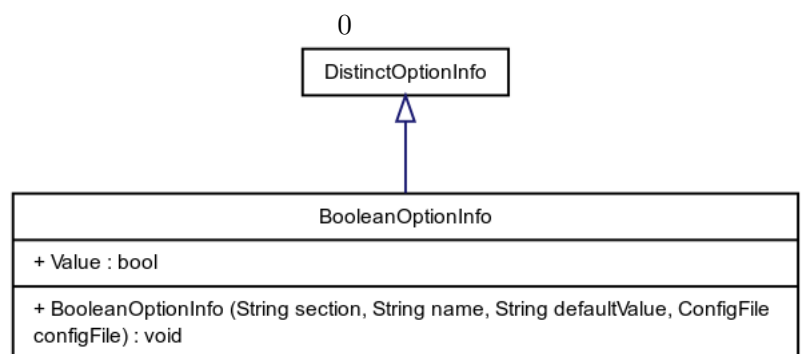 0
DistinctOptionInfo
BooleanOptionInfo
+ Value : bool
+ BooleanOptionInfo (String section, String name, String defaultValue, ConfigFile
configFile) : void